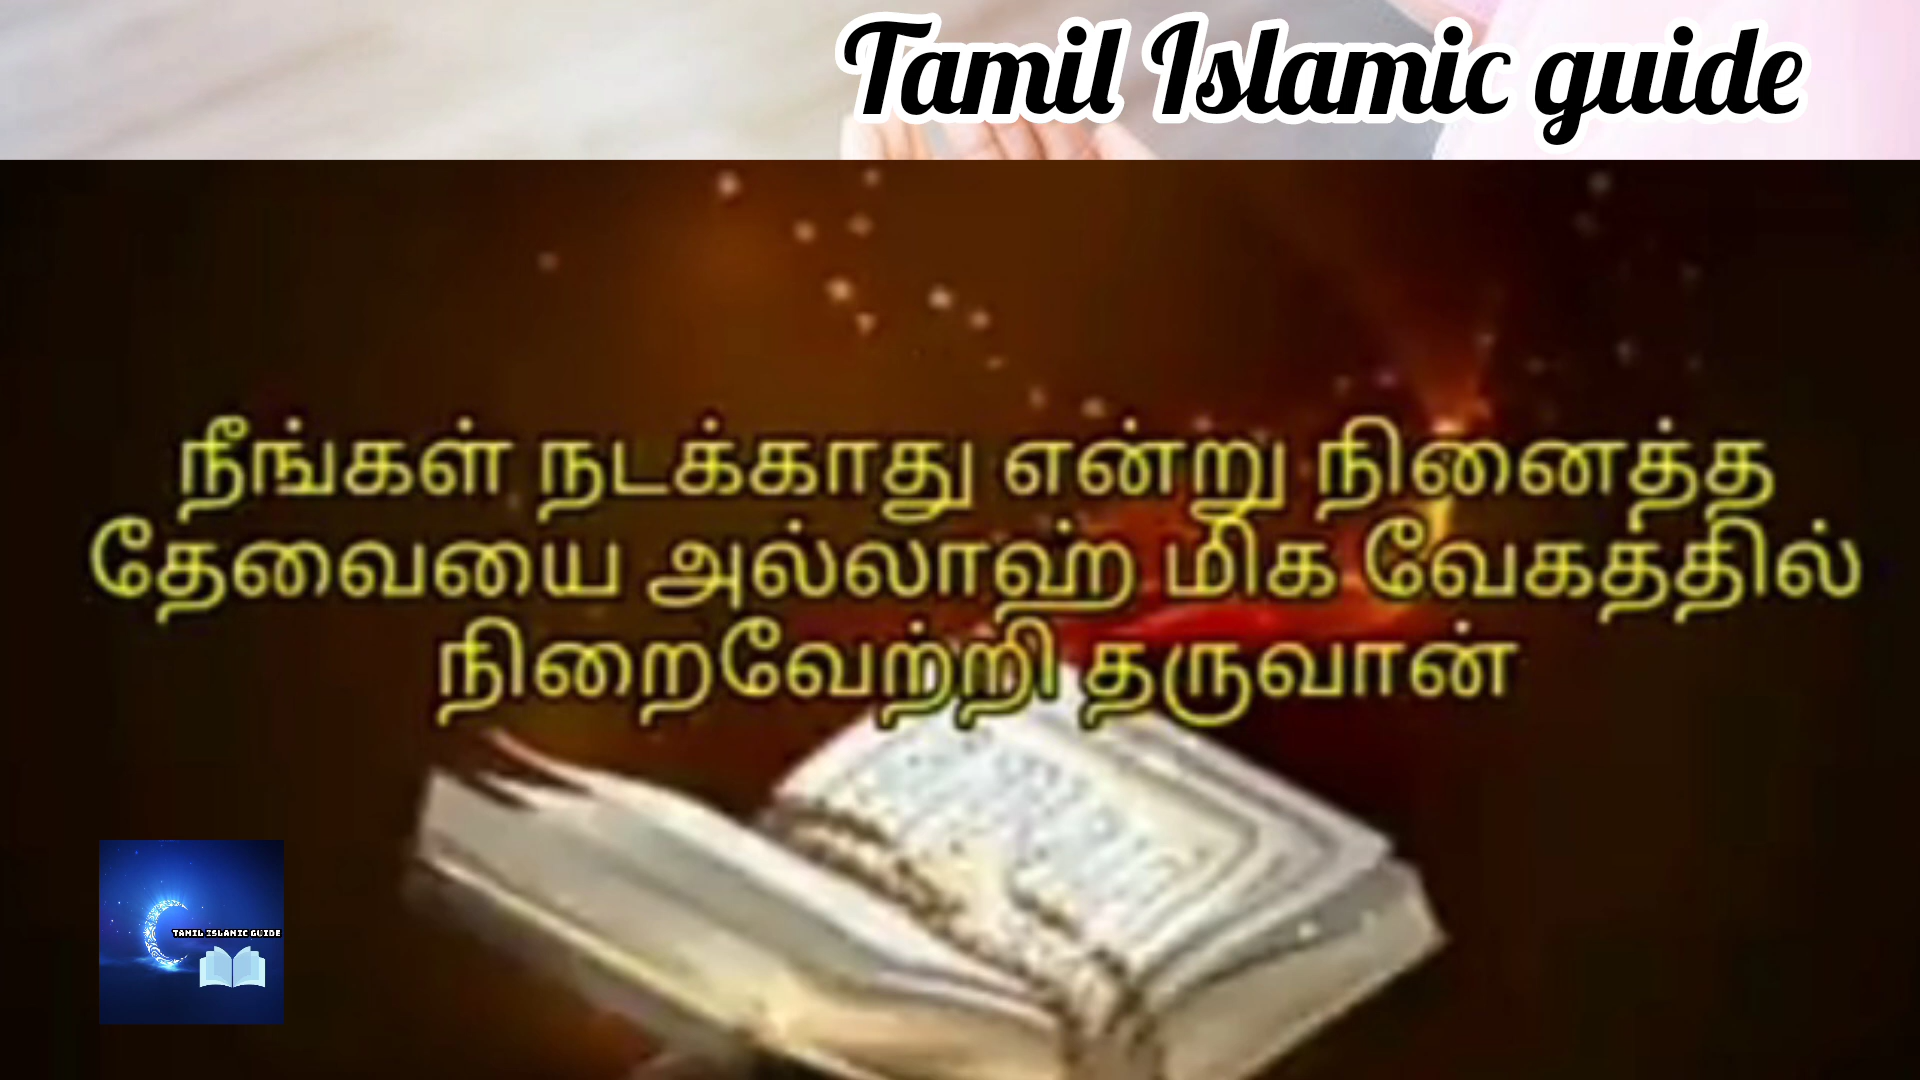 Tamil Islamic guide
நீங்கள் நடக்காது என்று நினைத்த
தேவையை அல்லாஹ் மிக வேகத்தில்
நிறைவேற்றி தருவான்
TAMIL ISLAMIC GUIDE